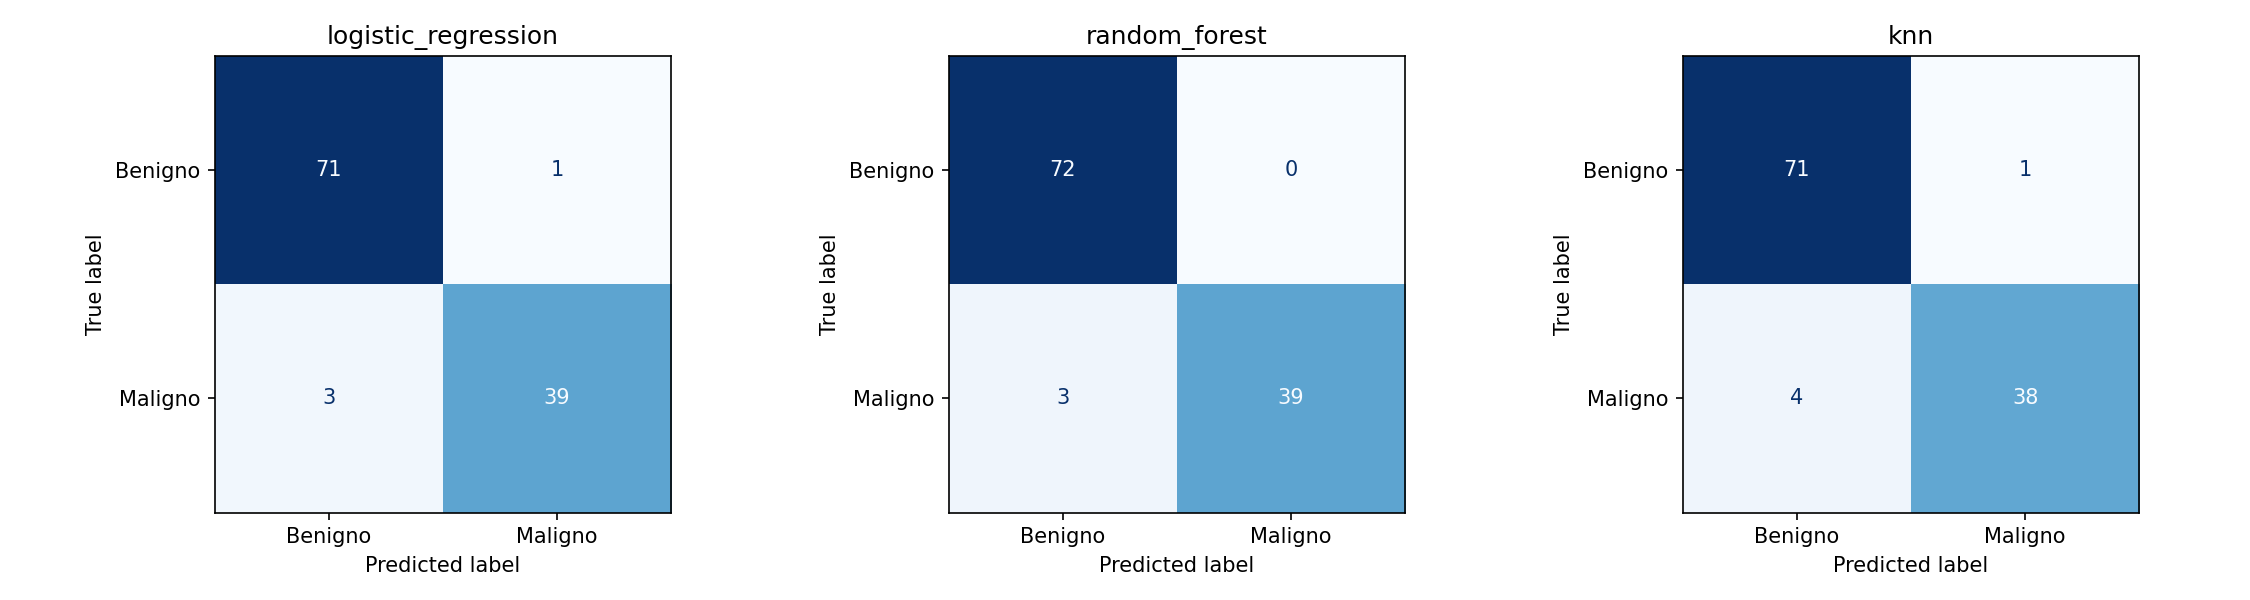 logistic_regression
True label
Benigno
71
1
Maligno
3
39
Benigno
Maligno
Predicted label
random_forest
True label
Benigno
72
0
Maligno
3
39
Benigno
Maligno
Predicted label
knn
True label
Benigno
71
1
Maligno
4
38
Benigno
Maligno
Predicted label